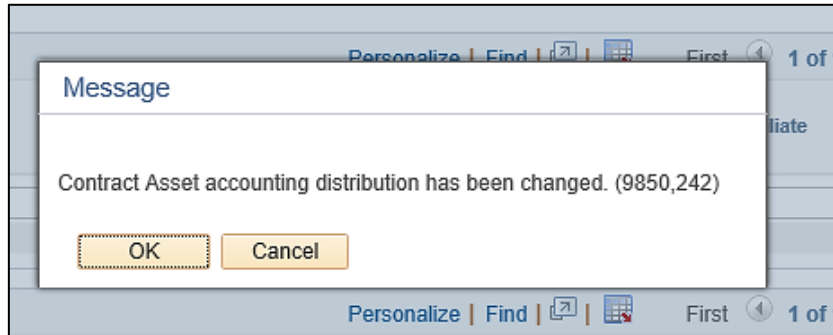 Personalize | Find | | First 1 of
Message
liate
Contract Asset accounting distribution has been changed. (9850,242)
OK Cancel
Personalize | Find | | First 1 of